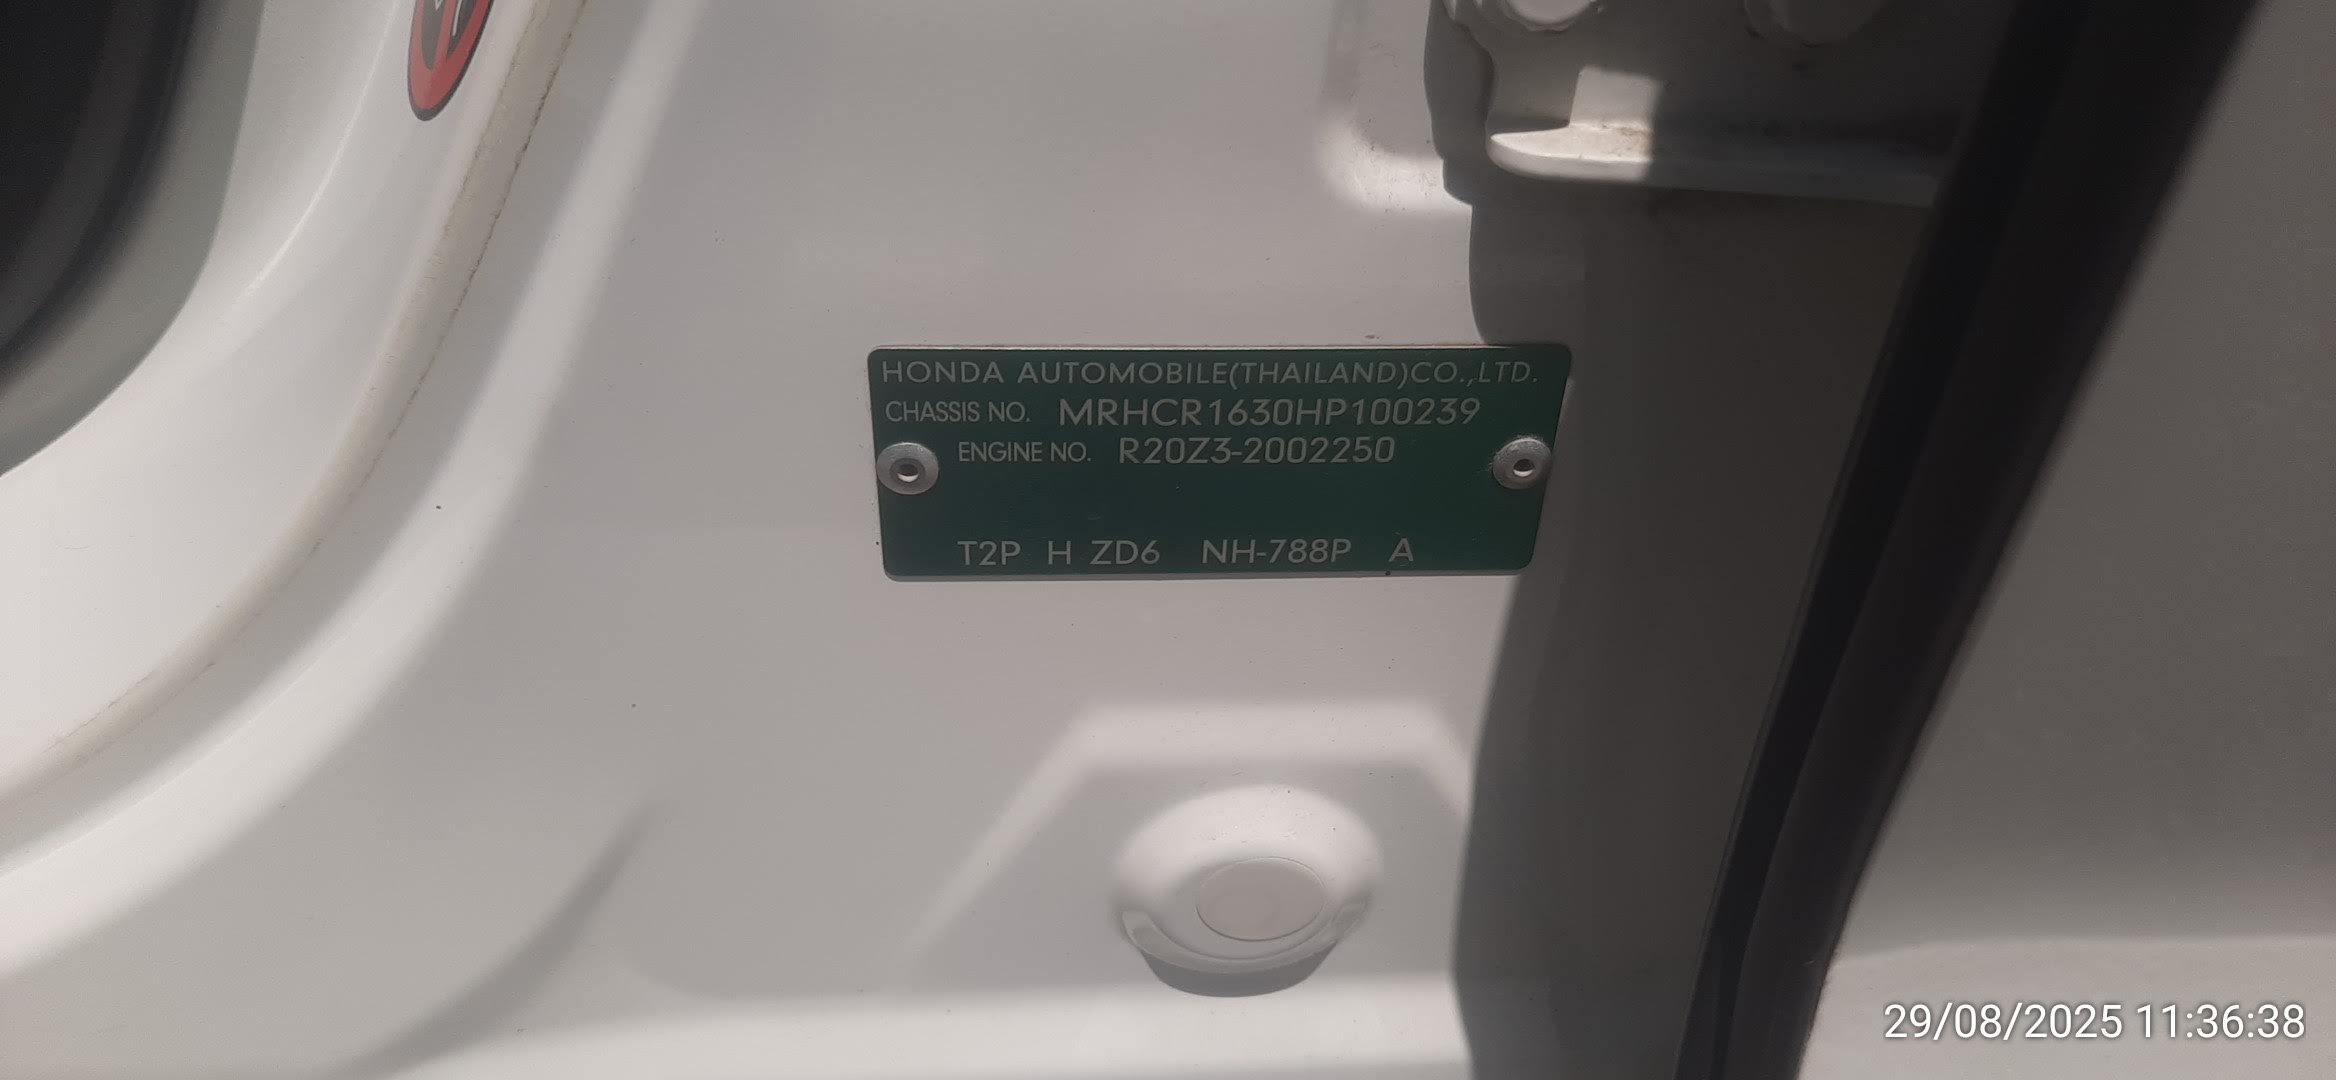 HONDA AUTOMOBILE(THAILAND)CO.,LTD.
CHASSIS NO. MRHCR1630HP100239
ENGINE NO. R20Z3-2002250
T2P H ZD6 NH-788P A
29/08/2025 11:36:38